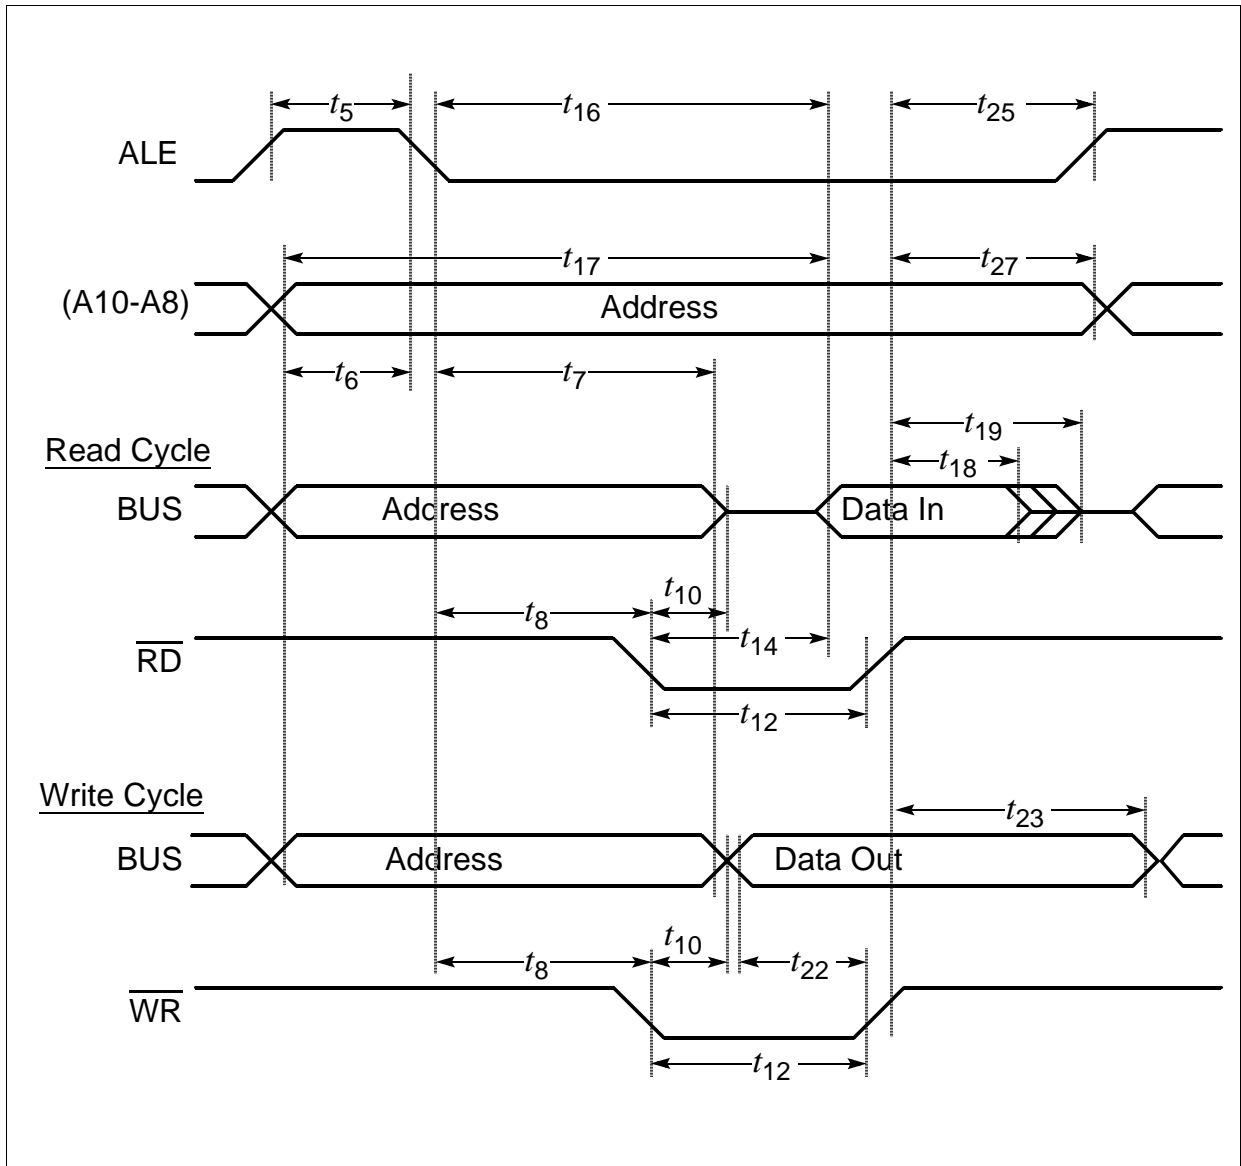 t5 t16 t25
ALE
t17 t27
(A10-A8) Address
t6 t7
t19
Read Cycle t18
BUS Address Data In
t10
t8
RD t14
t12
Write Cycle t23
BUS Address Data Out
t10
t8 t22
WR
t12